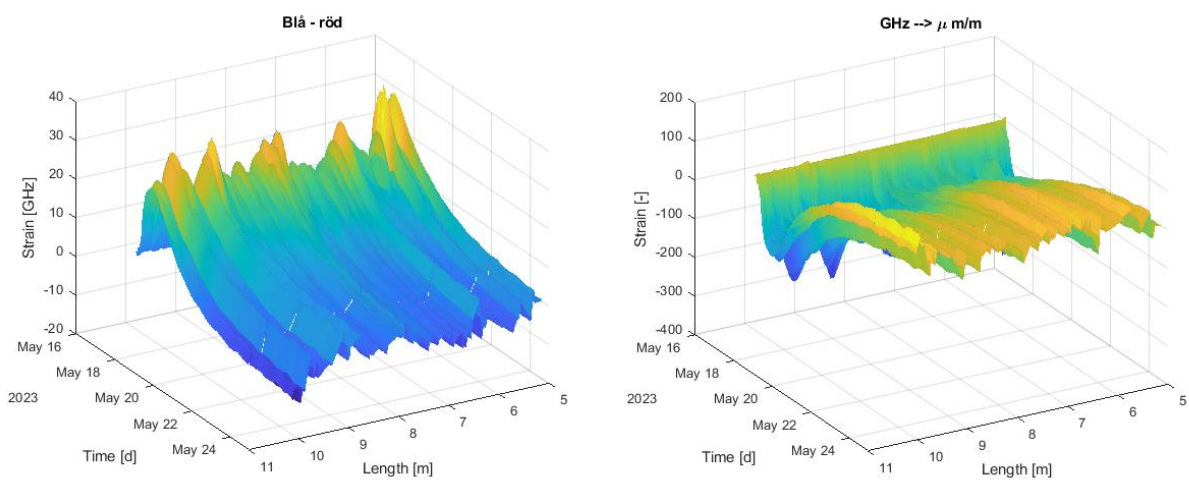 Blå - röd
40
30
20
10
0
-10
-20
Strain [GHz]
May 16
May 18
May 20
May 22
May 24
2023
Time [d]
11
10
9
8
7
6
5
Length [m]
GHz --> μ m/m
200
100
0
-100
-200
-300
-400
Strain [-]
May 16
May 18
May 20
May 22
May 24
2023
Time [d]
11
10
9
8
7
6
5
Length [m]